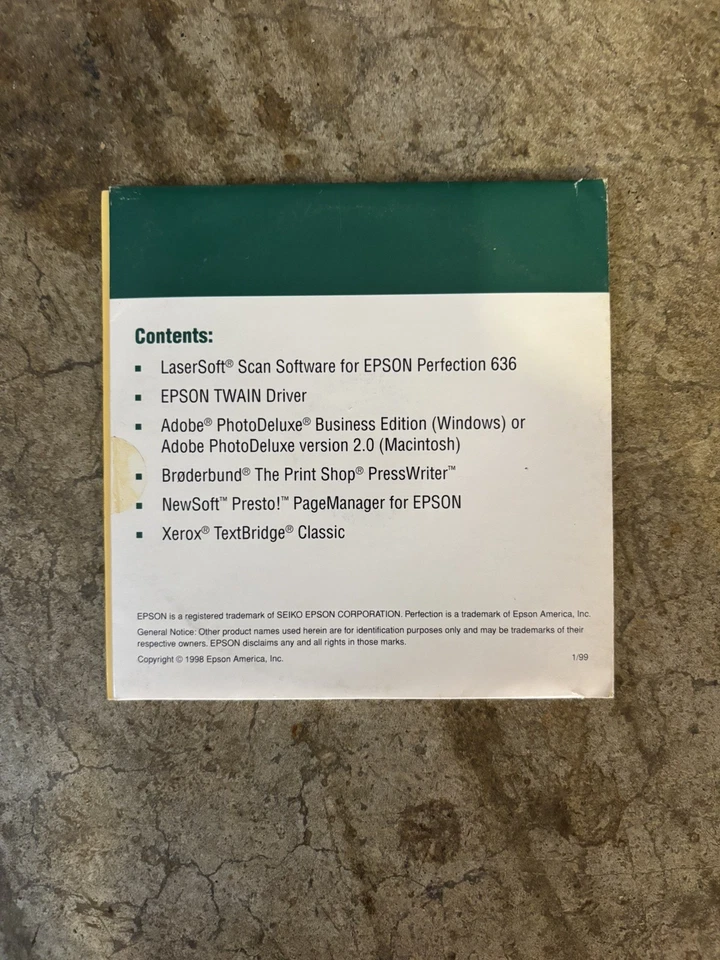 Contents:
▪ LaserSoft® Scan Software for EPSON Perfection 636
▪ EPSON TWAIN Driver
▪ Adobe® PhotoDeluxe® Business Edition (Windows) or
Adobe PhotoDeluxe version 2.0 (Macintosh)
▪ Brøderbund® The Print Shop® PressWriter™
▪ NewSoft™ Presto!™ PageManager for EPSON
▪ Xerox® TextBridge® Classic
EPSON is a registered trademark of SEIKO EPSON CORPORATION. Perfection is a trademark of Epson America, Inc.
General Notice: Other product names used herein are for identification purposes only and may be trademarks of their
respective owners. EPSON disclaims any and all rights in those marks.
Copyright © 1998 Epson America, Inc. 1/99